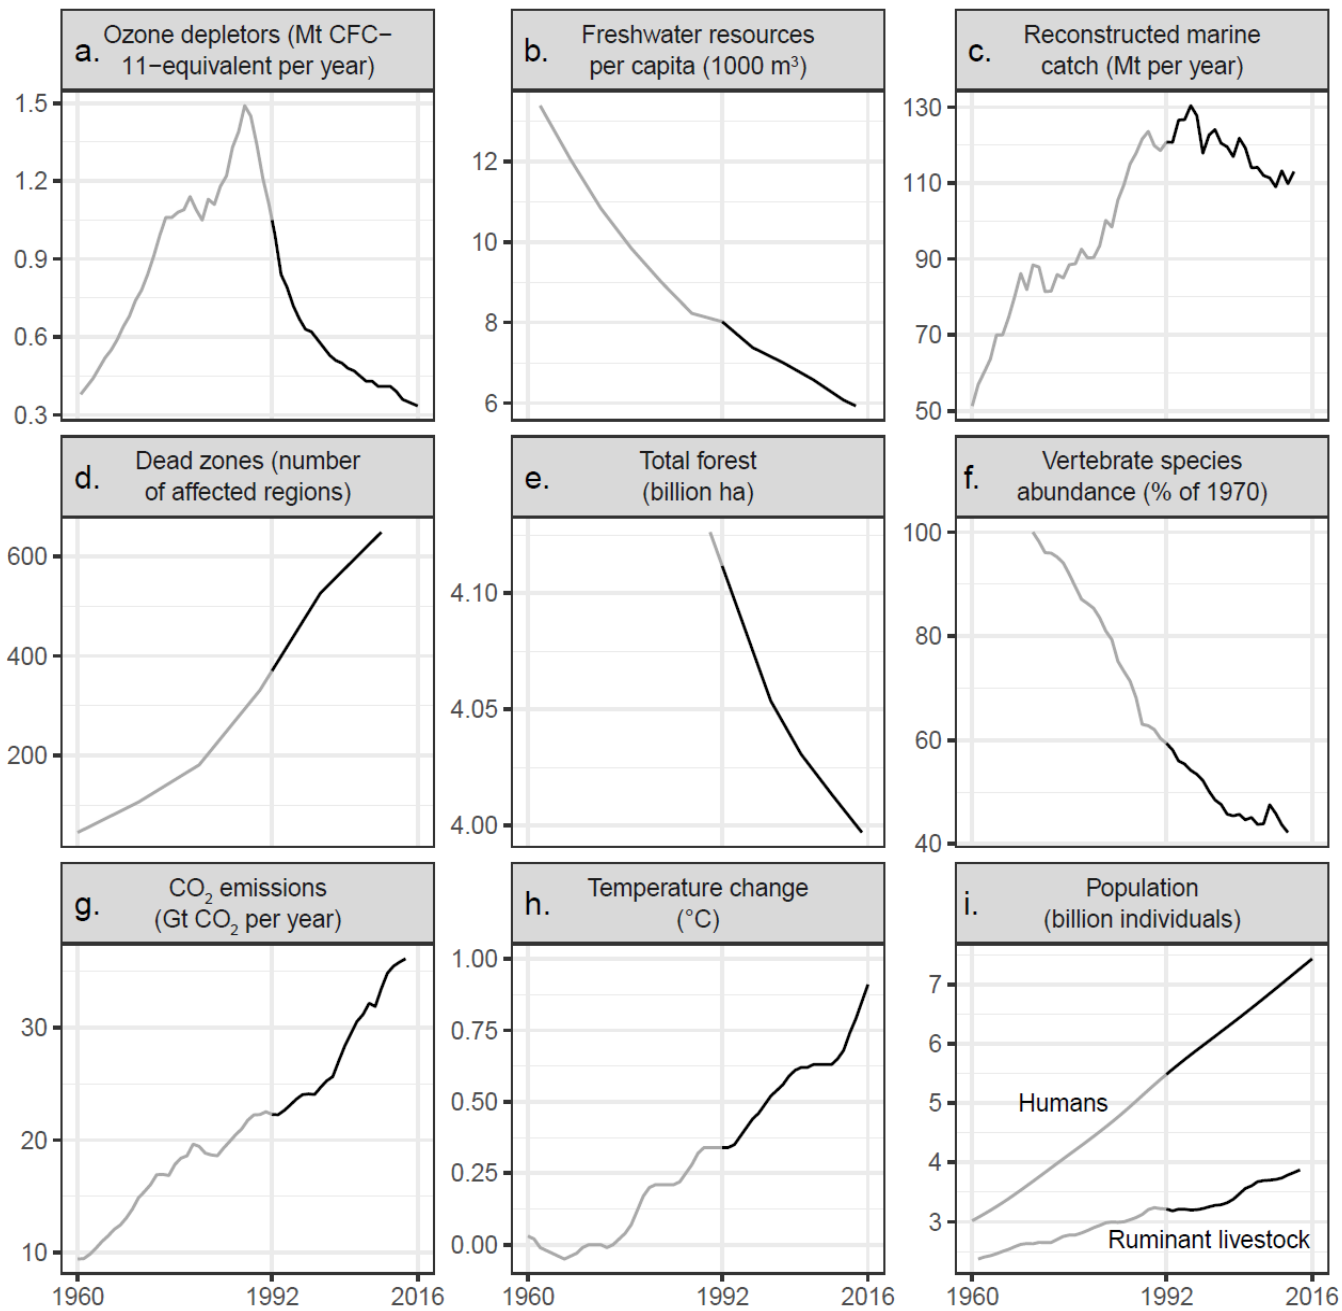 a.
Ozone depletors (Mt CFC−
11−equivalent per year)
b.
Freshwater resources
per capita (1000 m³)
c.
Reconstructed marine
catch (Mt per year)
1.5
1.2
0.9
0.6
0.3
12
10
8
6
130
110
90
70
50
d.
Dead zones (number
of affected regions)
e.
Total forest
(billion ha)
f.
Vertebrate species
abundance (% of 1970)
600
400
200
4.10
4.05
4.00
100
80
60
40
g.
CO₂ emissions
(Gt CO₂ per year)
h.
Temperature change
(°C)
i.
Population
(billion individuals)
30
20
10
1.00
0.75
0.50
0.25
0.00
7
6
5
4
3
Humans
Ruminant livestock
1960 1992 2016
1960 1992 2016
1960 1992 2016